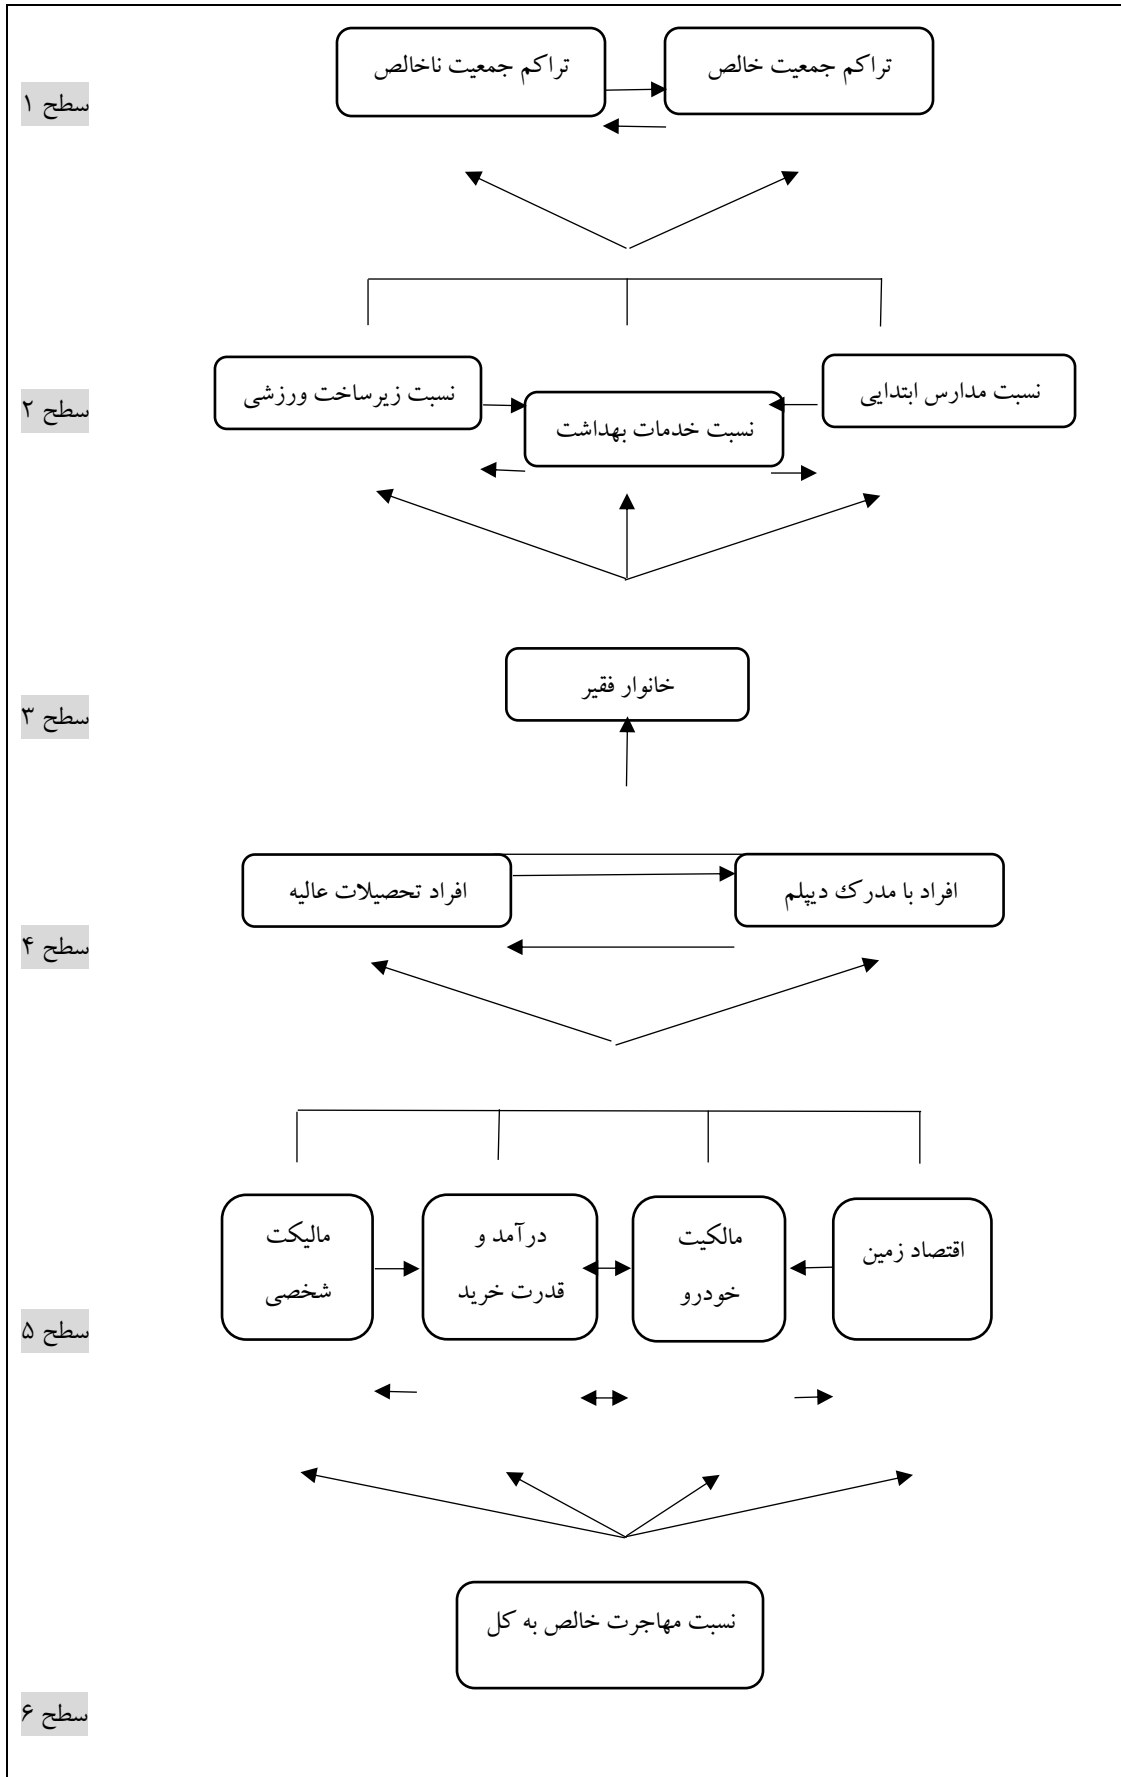 تراکم جمعیت خالص
تراکم جمعیت ناخالص
سطح ۱
نسبت مدارس ابتدایی
نسبت زیرساخت ورزشی
نسبت خدمات بهداشت
سطح ۲
خانوار فقیر
سطح ۳
افراد با مدرک دیپلم
افراد تحصیلات عالیه
سطح ۴
اقتصاد زمین
مالکیت
خودرو
درآمد و
قدرت خرید
مالیکت
شخصی
سطح ۵
نسبت مهاجرت خالص به کل
سطح ۶